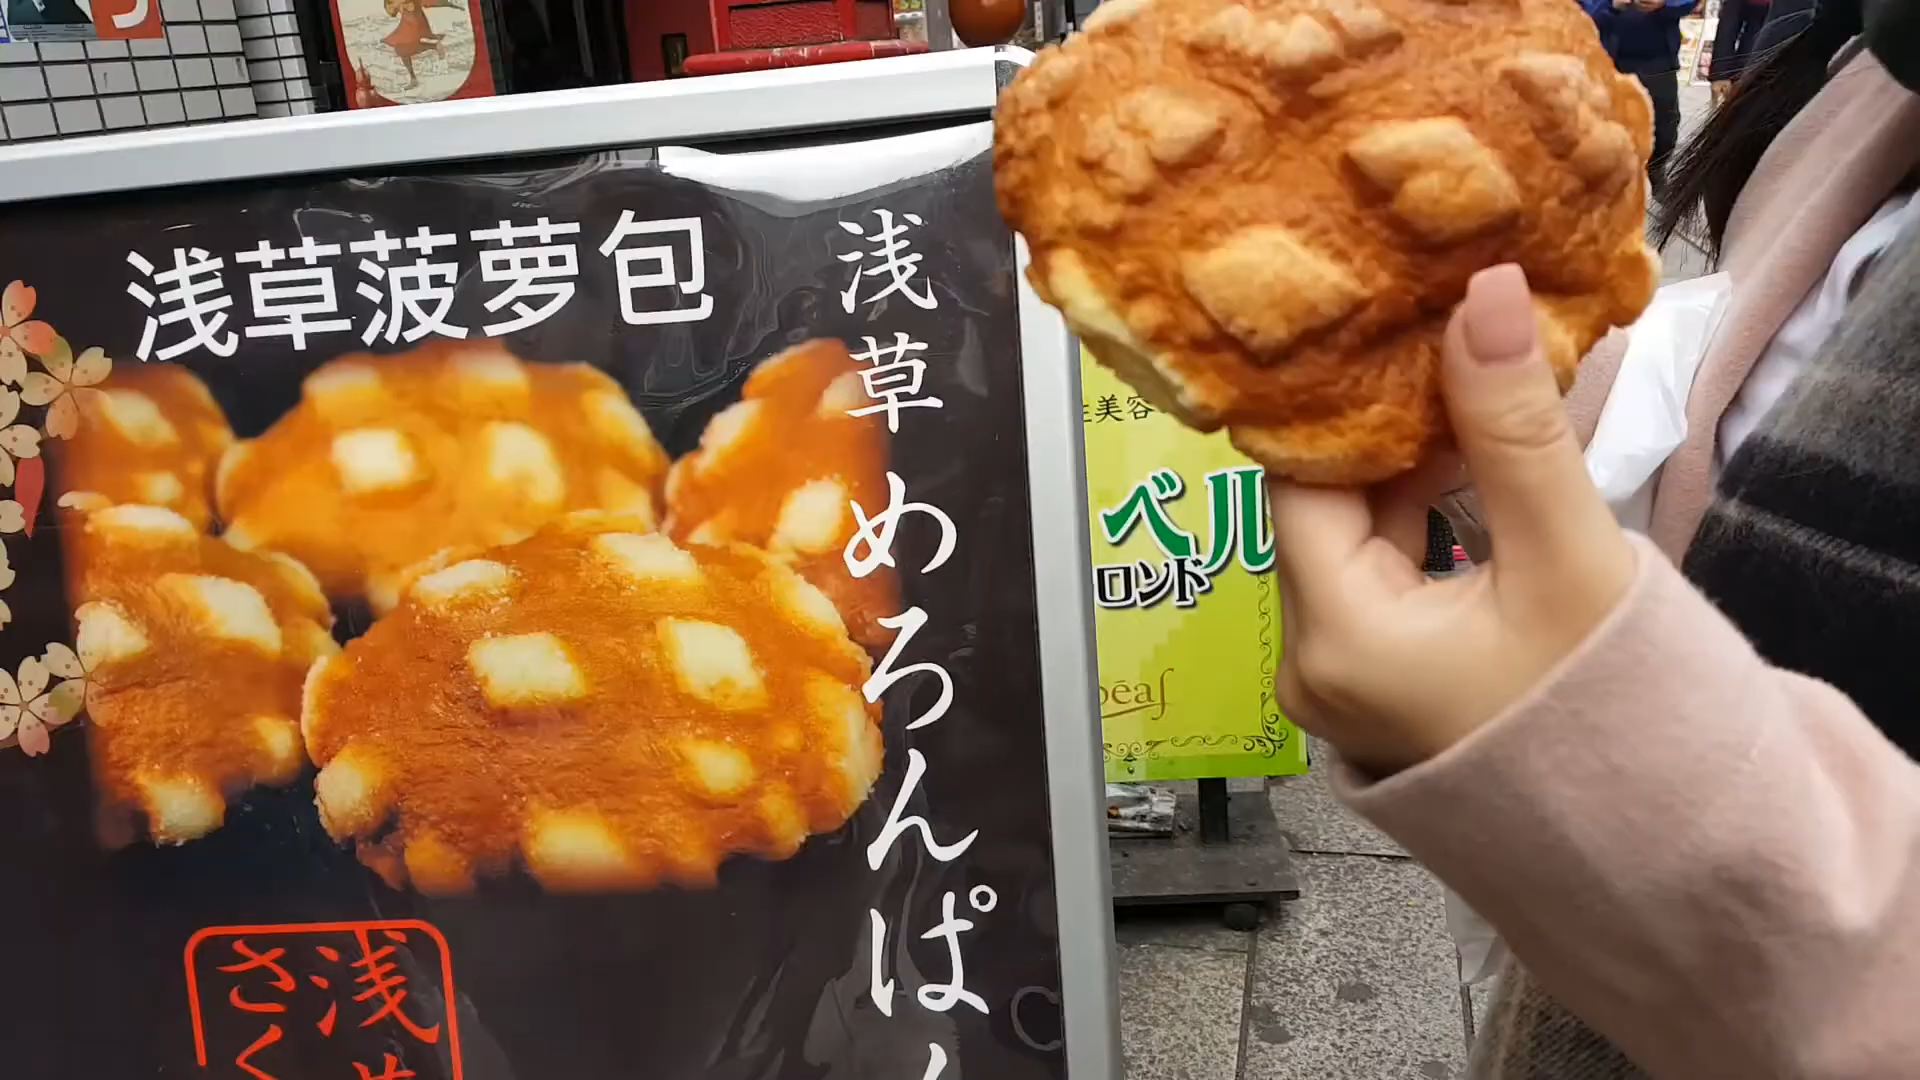 浅草菠萝包
浅草 めろんぱ
浅
さく
美容
ベル
ロンド